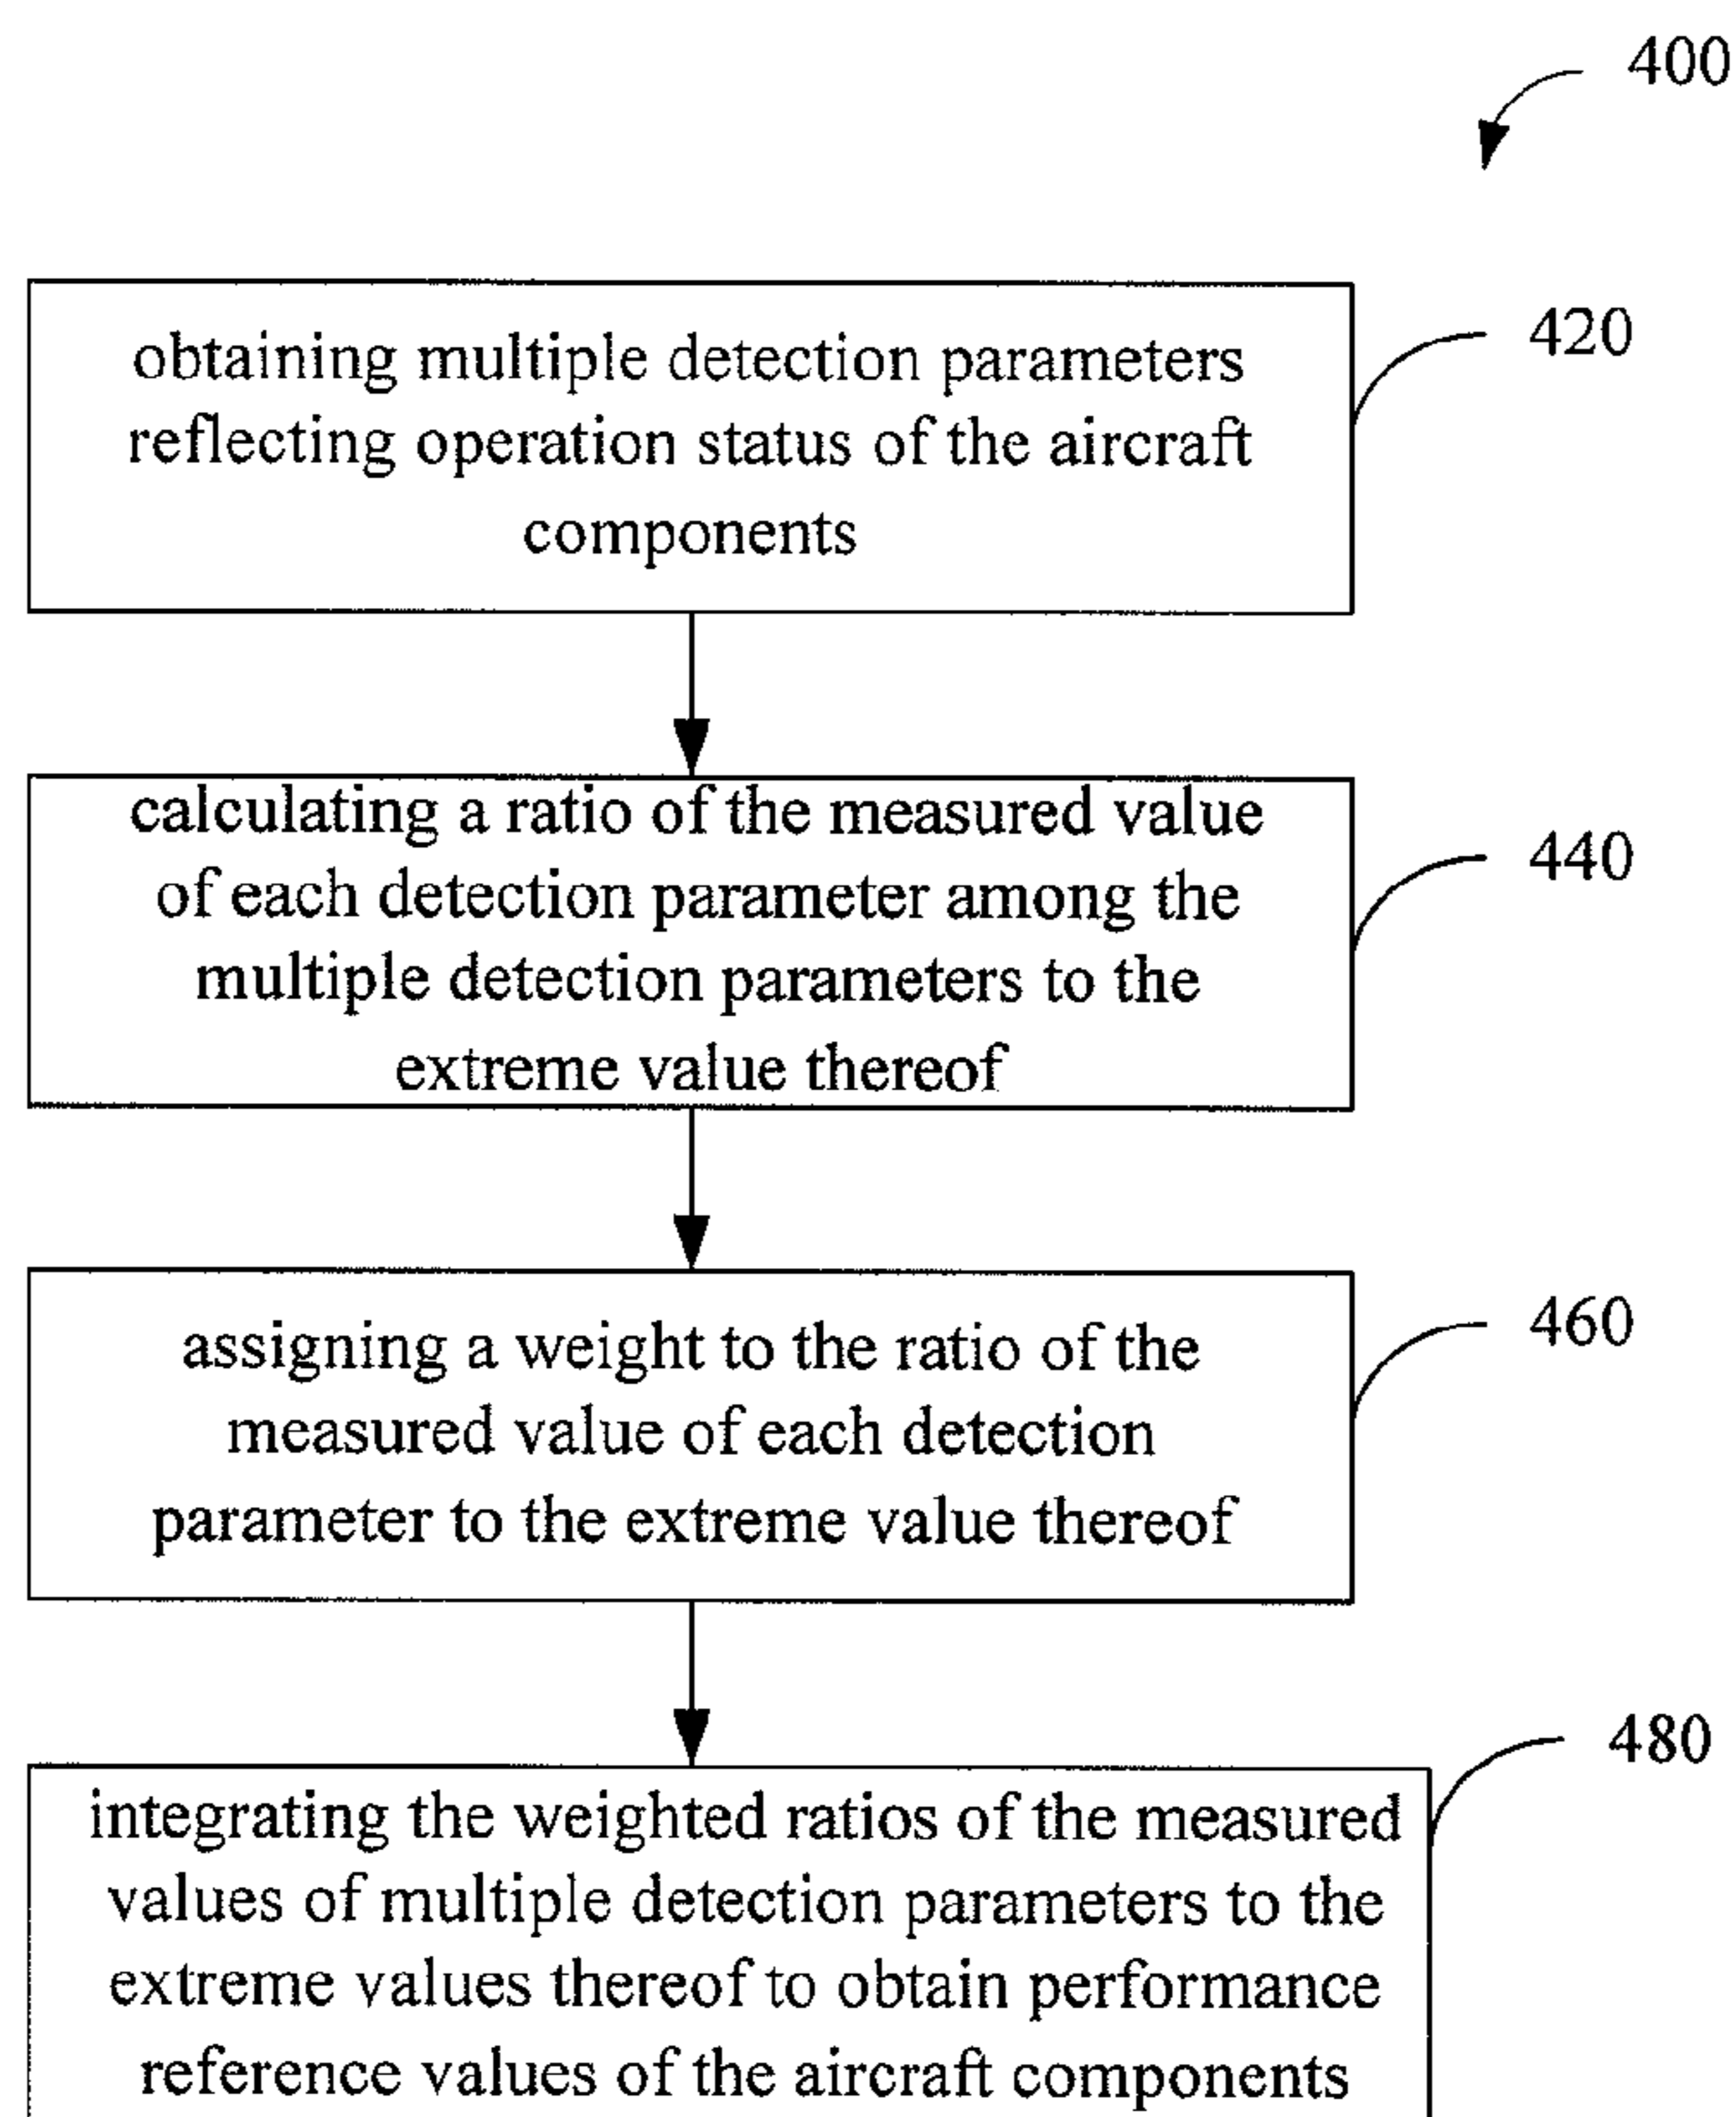 400
obtaining multiple detection parameters
reflecting operation status of the aircraft
components
420
calculating a ratio of the measured value
of each detection parameter among the
multiple detection parameters to the
extreme value thereof
440
assigning a weight to the ratio of the
measured value of each detection
parameter to the extreme value thereof
460
integrating the weighted ratios of the measured
values of multiple detection parameters to the
extreme values thereof to obtain performance
reference values of the aircraft components
480